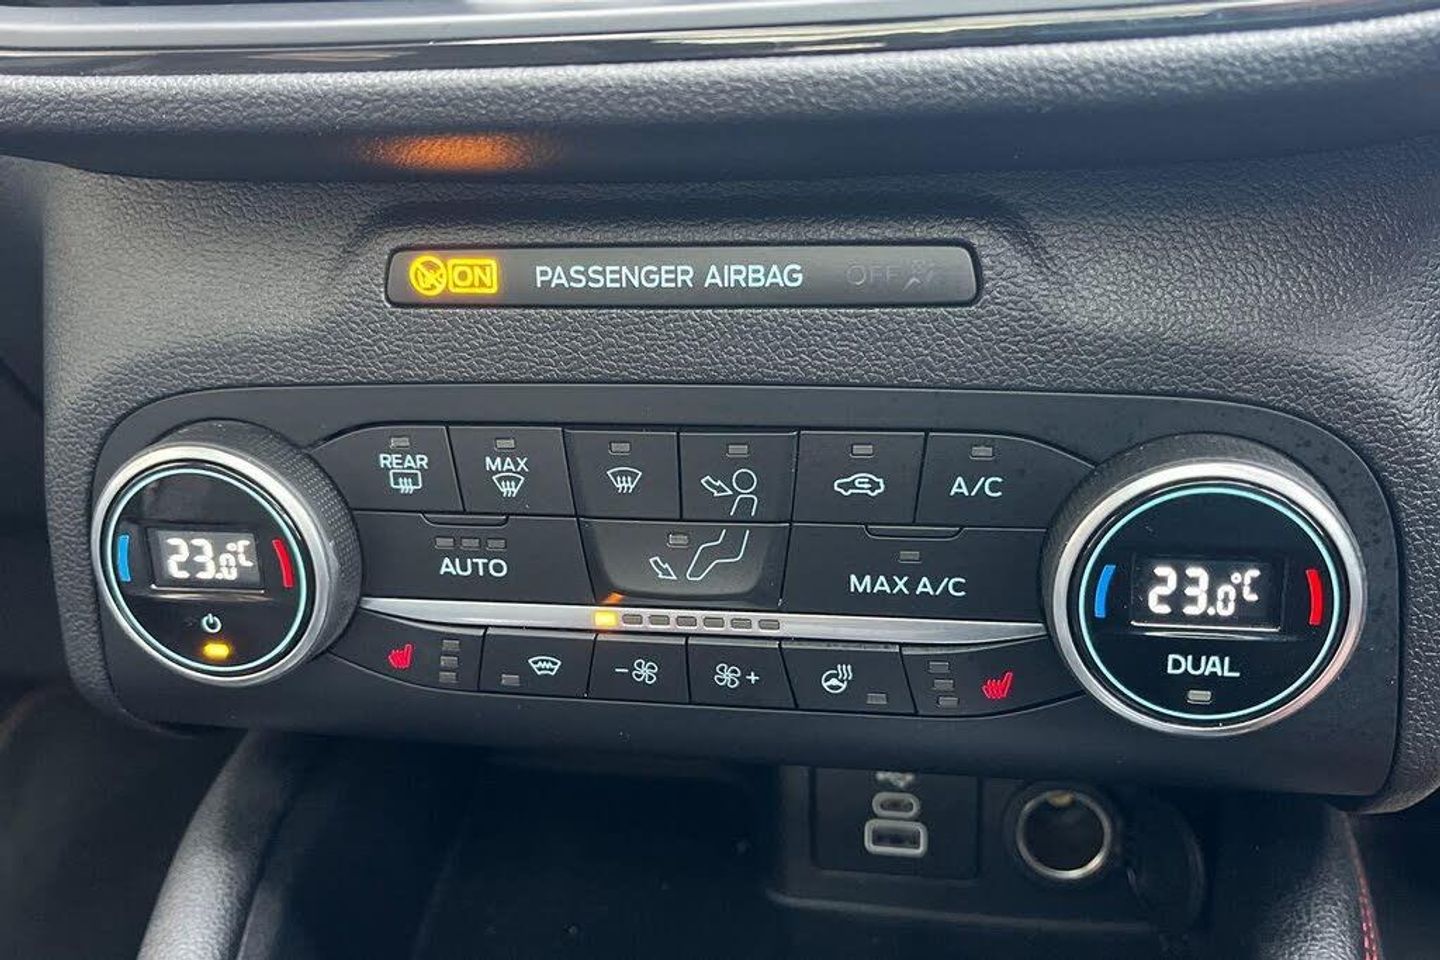 ON PASSENGER AIRBAG OFF
REAR
MAX
A/C
AUTO
MAX A/C
23.0°C
23.0°C
DUAL
- +